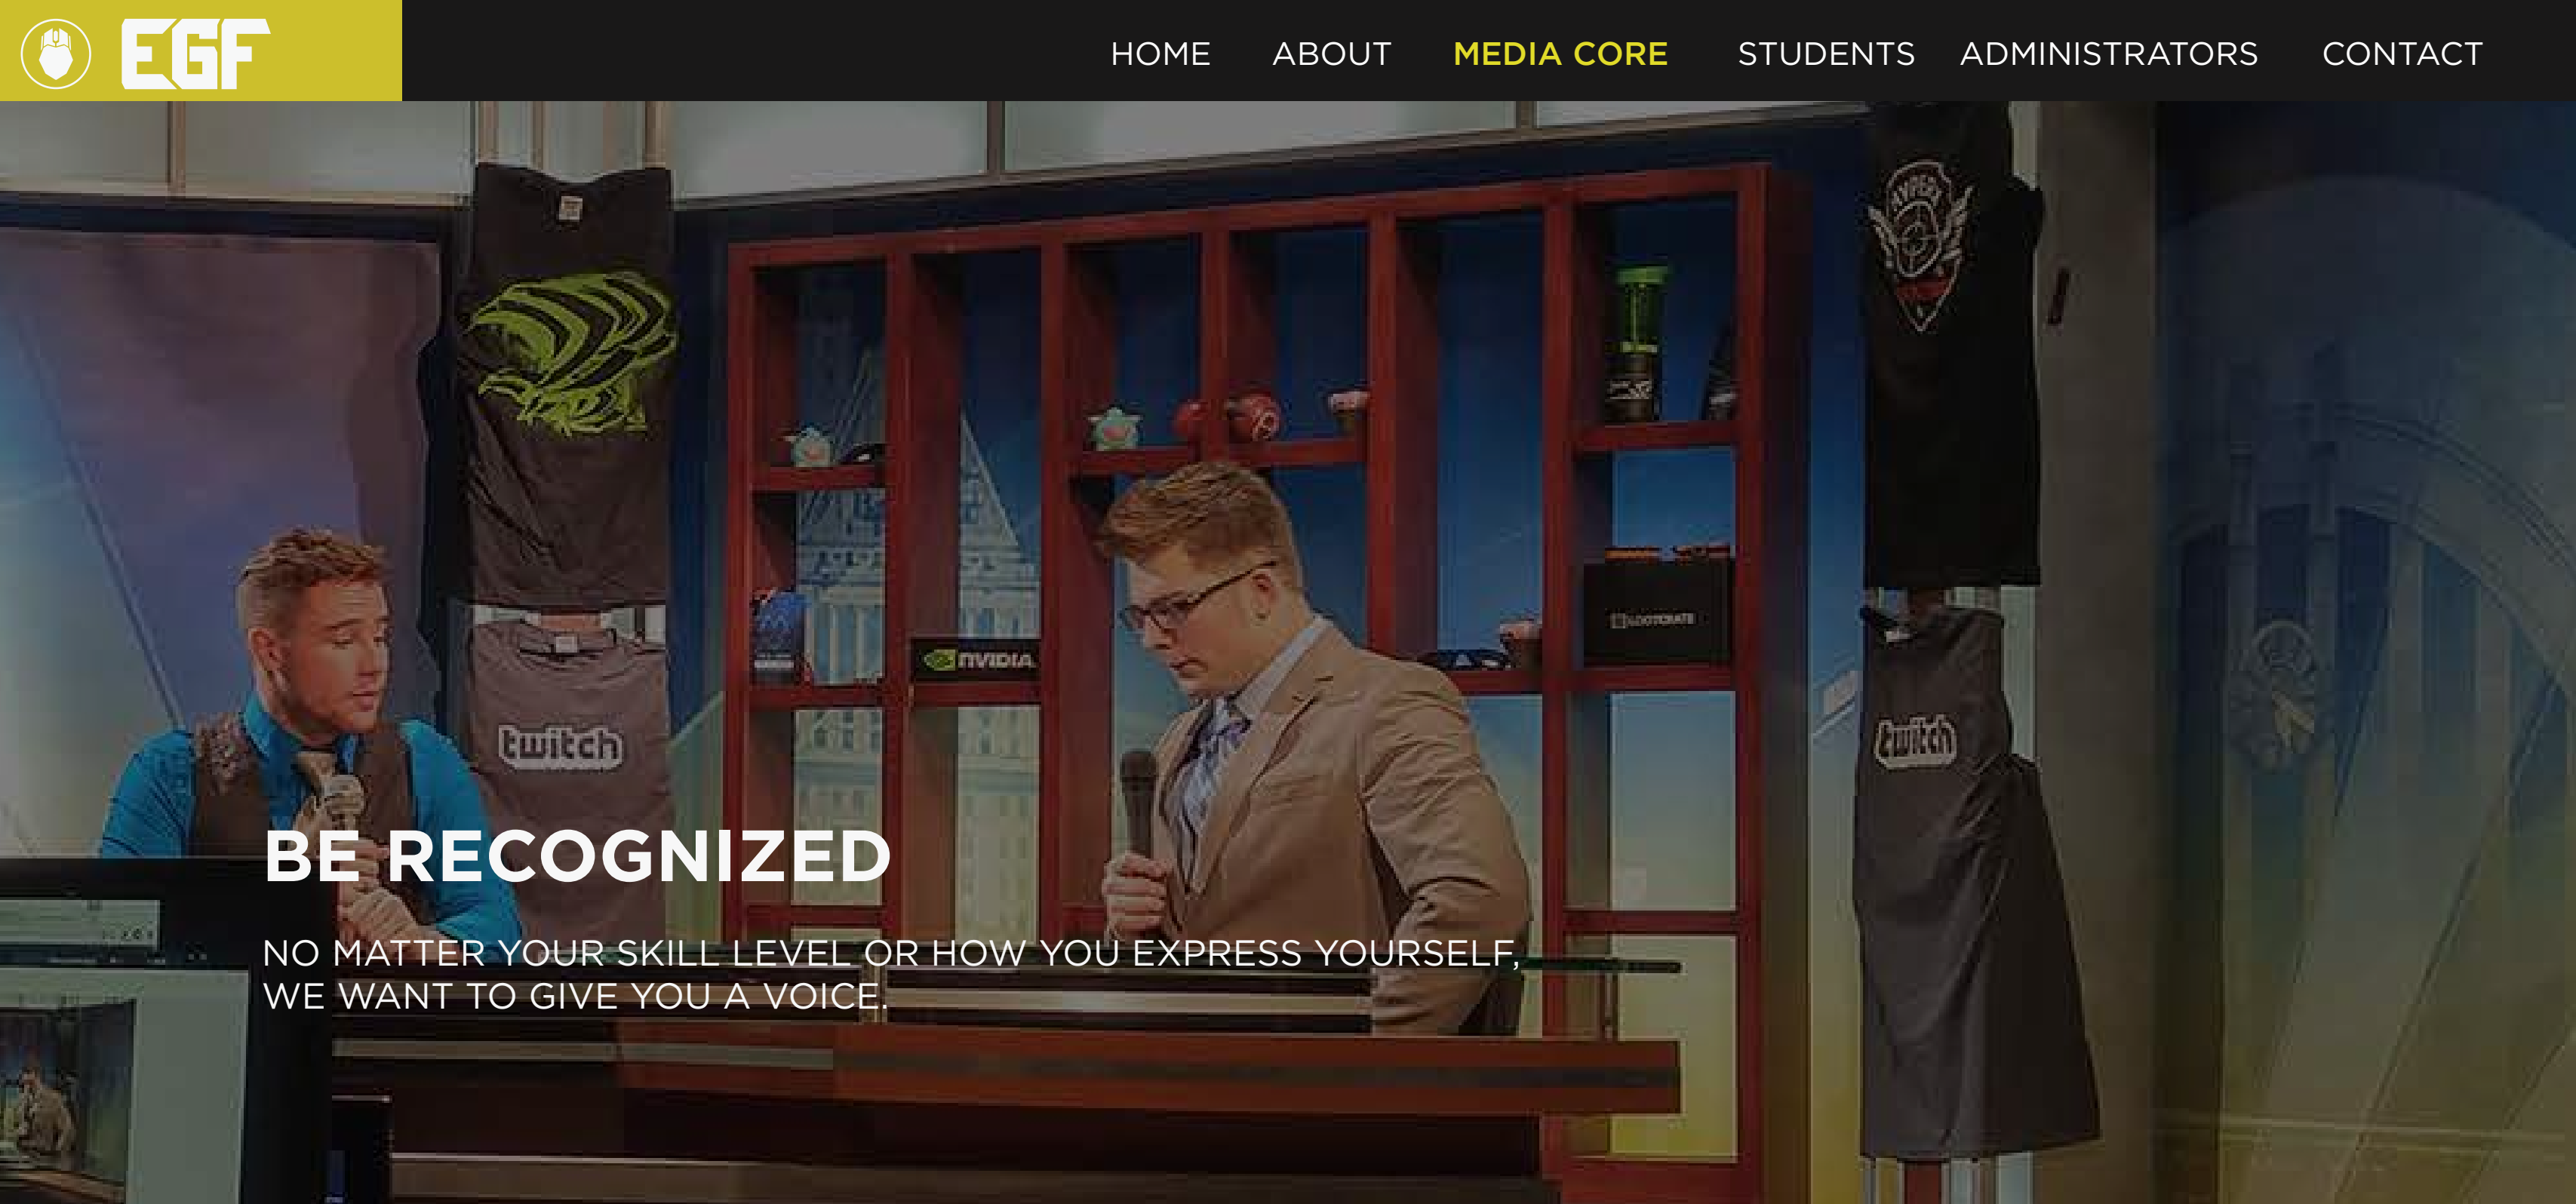 EGF
HOME ABOUT MEDIA CORE STUDENTS ADMINISTRATORS CONTACT
NVIDIA
LOOTCRATE
twitch
twitch
BE RECOGNIZED
NO MATTER YOUR SKILL LEVEL OR HOW YOU EXPRESS YOURSELF,
WE WANT TO GIVE YOU A VOICE.